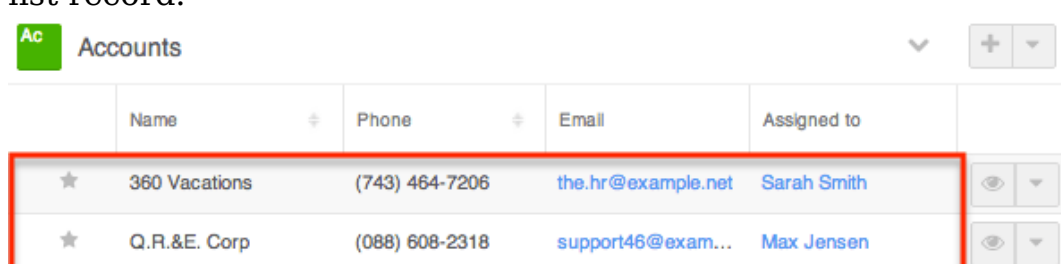 list record.
Ac Accounts
Name Phone Email Assigned to
360 Vacations (743) 464-7206 the.hr@example.net Sarah Smith
Q.R.&E. Corp (088) 608-2318 support46@exam... Max Jensen